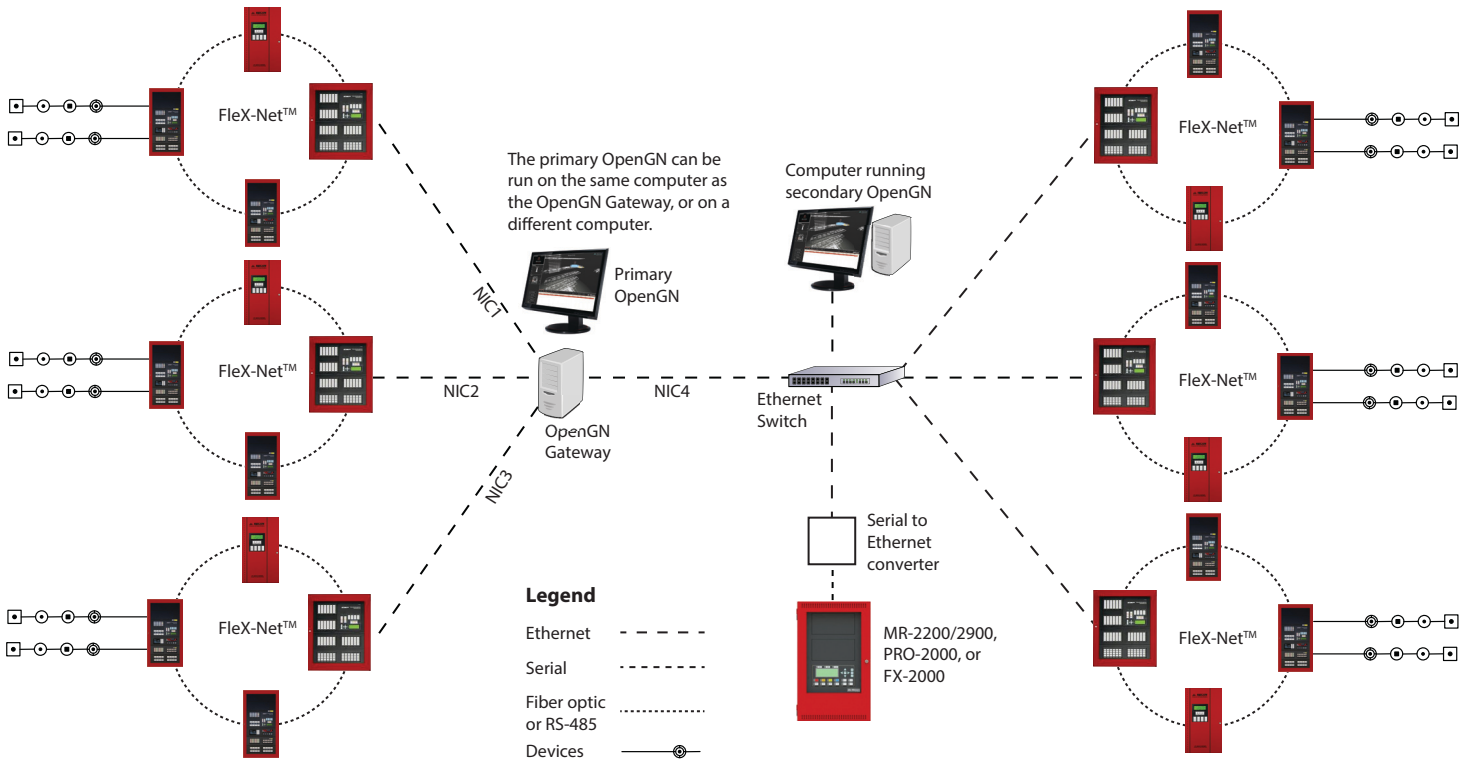 FleX-Net™
FleX-Net™
The primary OpenGN can be
run on the same computer as
the OpenGN Gateway, or on a
different computer.
Computer running
secondary OpenGN
Primary
OpenGN
NIC1
FleX-Net™
NIC2
NIC4
FleX-Net™
Ethernet
Switch
OpenGN
Gateway
NIC3
Serial to
Ethernet
converter
FleX-Net™
FleX-Net™
Legend
Ethernet
Serial
Fiber optic
or RS-485
Devices
MR-2200/2900,
PRO-2000, or
FX-2000